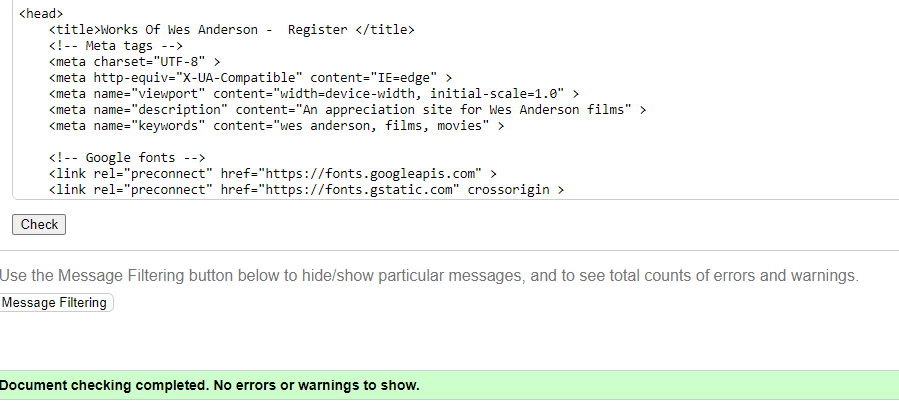 <head>
<title>Works Of Wes Anderson -  Register </title>
<!-- Meta tags -->
<meta charset="UTF-8" >
<meta http-equiv="X-UA-Compatible" content="IE=edge" >
<meta name="viewport" content="width=device-width, initial-scale=1.0" >
<meta name="description" content="An appreciation site for Wes Anderson films" >
<meta name="keywords" content="wes anderson, films, movies" >
<!-- Google fonts -->
<link rel="preconnect" href="https://fonts.googleapis.com" >
<link rel="preconnect" href="https://fonts.gstatic.com" crossorigin >
Check
Use the Message Filtering button below to hide/show particular messages, and to see total counts of errors and warnings.
Message Filtering
Document checking completed. No errors or warnings to show.